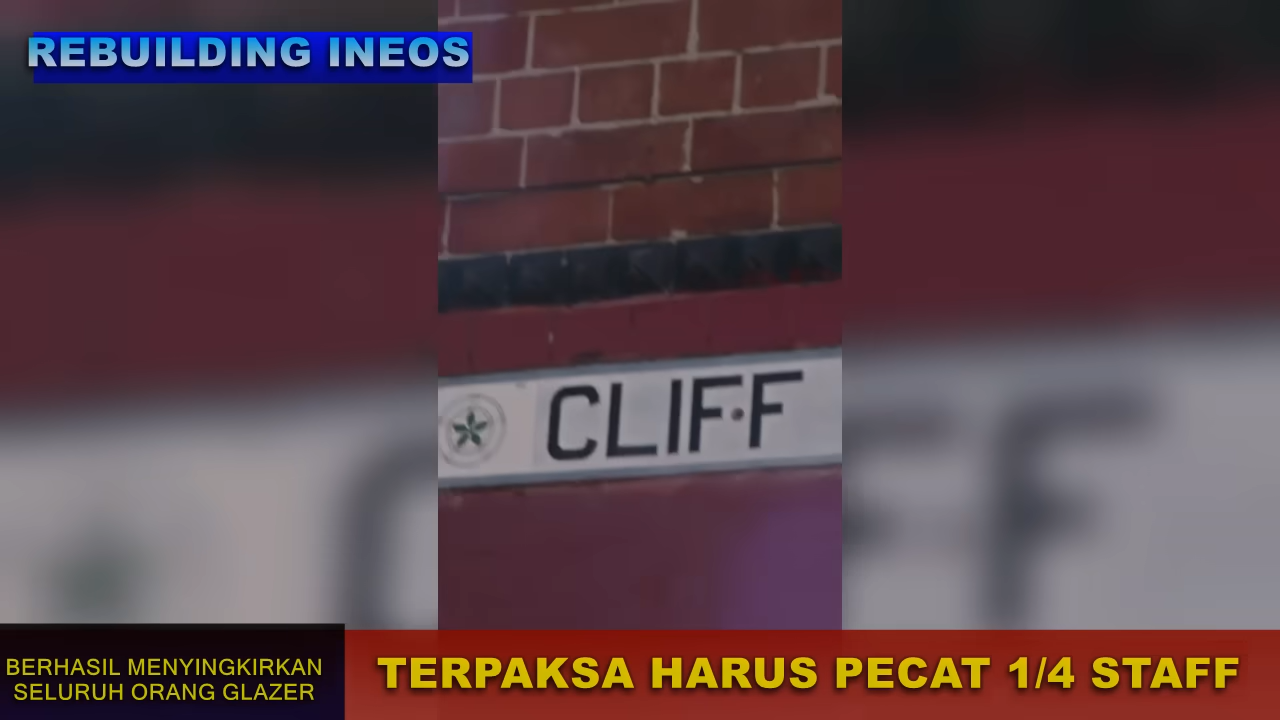 REBUILDING INEOS
CLIFF
BERHASIL MENYINGKIRKAN
SELURUH ORANG GLAZER
TERPAKSA HARUS PECAT 1/4 STAFF